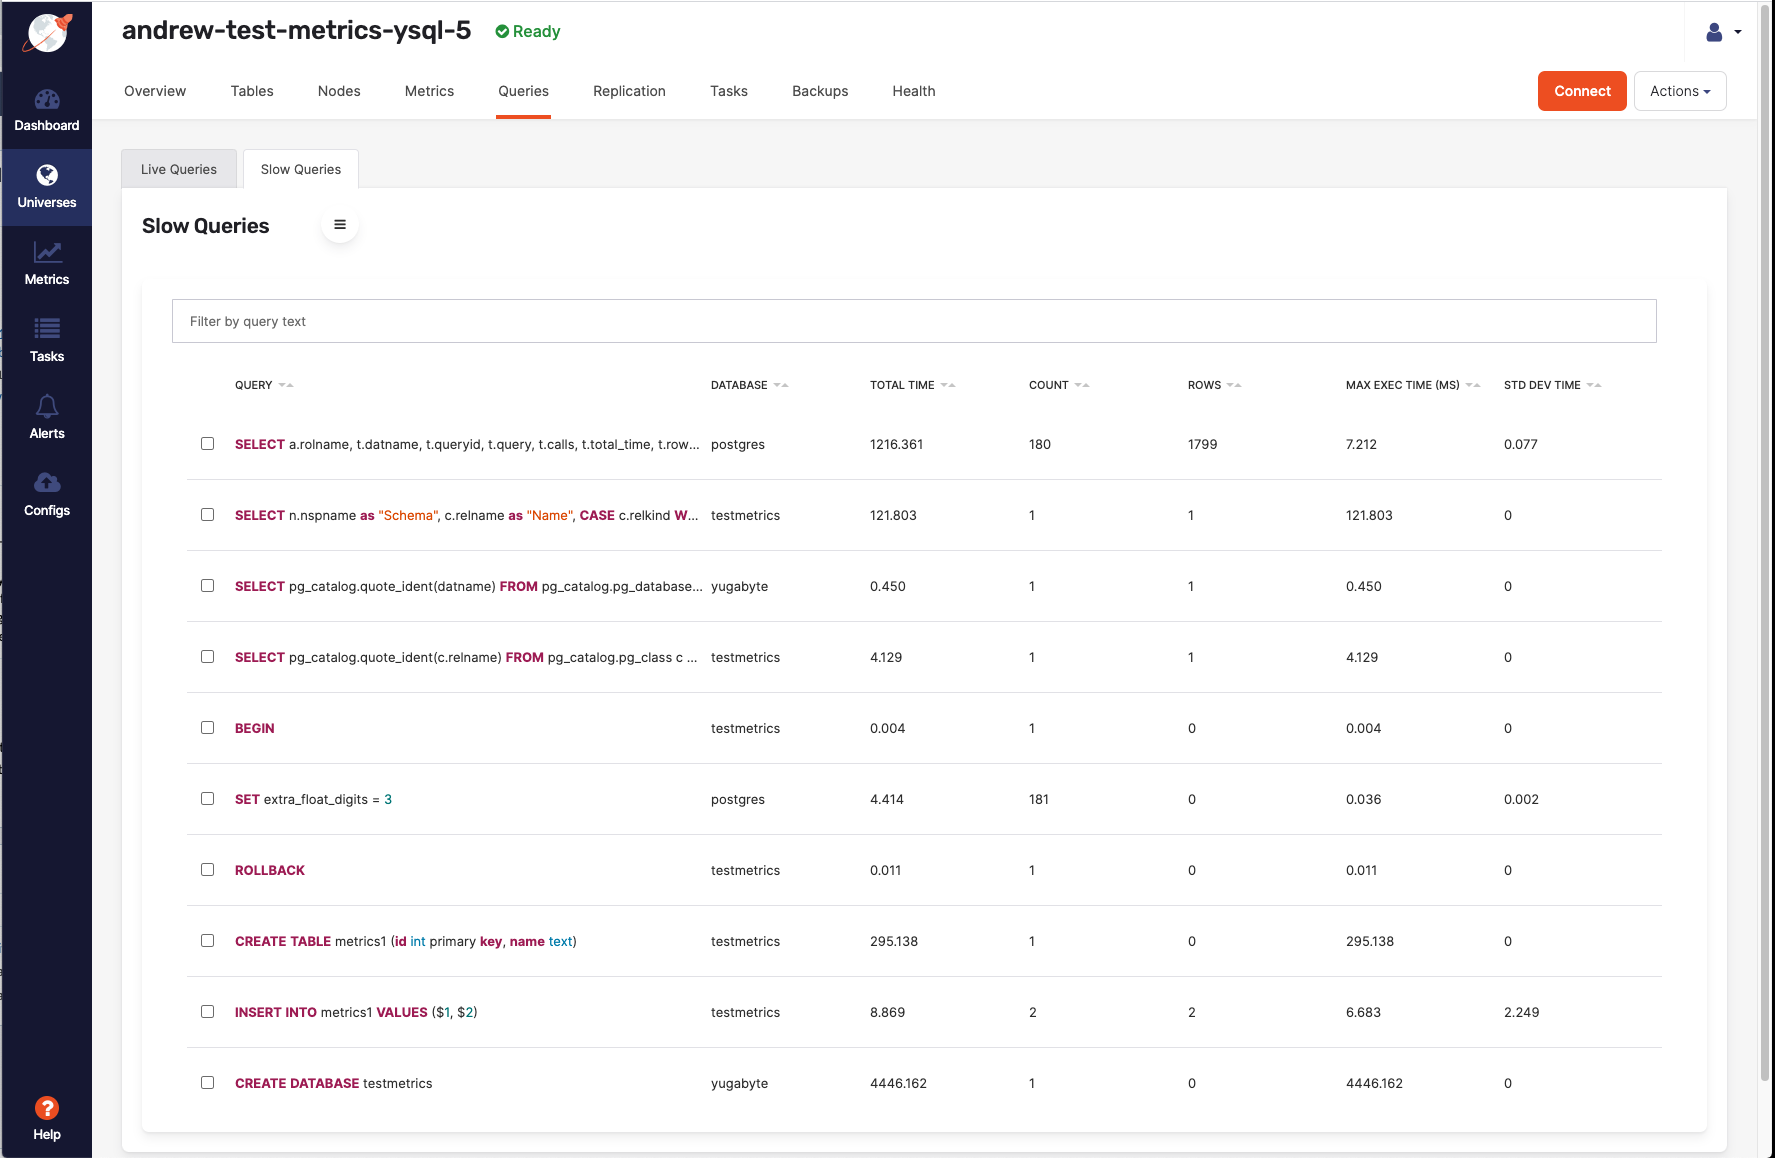 andrew-test-metrics-ysql-5
Ready
Overview Tables Nodes Metrics Queries Replication Tasks Backups Health
Connect
Actions
Dashboard
Universes
Metrics
Tasks
Alerts
Configs
Help
Live Queries
Slow Queries
Slow Queries
Filter by query text
QUERY DATABASE TOTAL TIME COUNT ROWS MAX EXEC TIME (MS) STD DEV TIME
SELECT a.rolname, t.datname, t.queryid, t.query, t.calls, t.total_time, t.row... postgres 1216.361 180 1799 7.212 0.077
SELECT n.nspname as "Schema", c.relname as "Name", CASE c.relkind W... testmetrics 121.803 1 1 121.803 0
SELECT pg_catalog.quote_ident(datname) FROM pg_catalog.pg_database... yugabyte 0.450 1 1 0.450 0
SELECT pg_catalog.quote_ident(c.relname) FROM pg_catalog.pg_class c ... testmetrics 4.129 1 1 4.129 0
BEGIN testmetrics 0.004 1 0 0.004 0
SET extra_float_digits = 3 postgres 4.414 181 0 0.036 0.002
ROLLBACK testmetrics 0.011 1 0 0.011 0
CREATE TABLE metrics1 (id int primary key, name text) testmetrics 295.138 1 0 295.138 0
INSERT INTO metrics1 VALUES ($1, $2) testmetrics 8.869 2 2 6.683 2.249
CREATE DATABASE testmetrics yugabyte 4446.162 1 0 4446.162 0